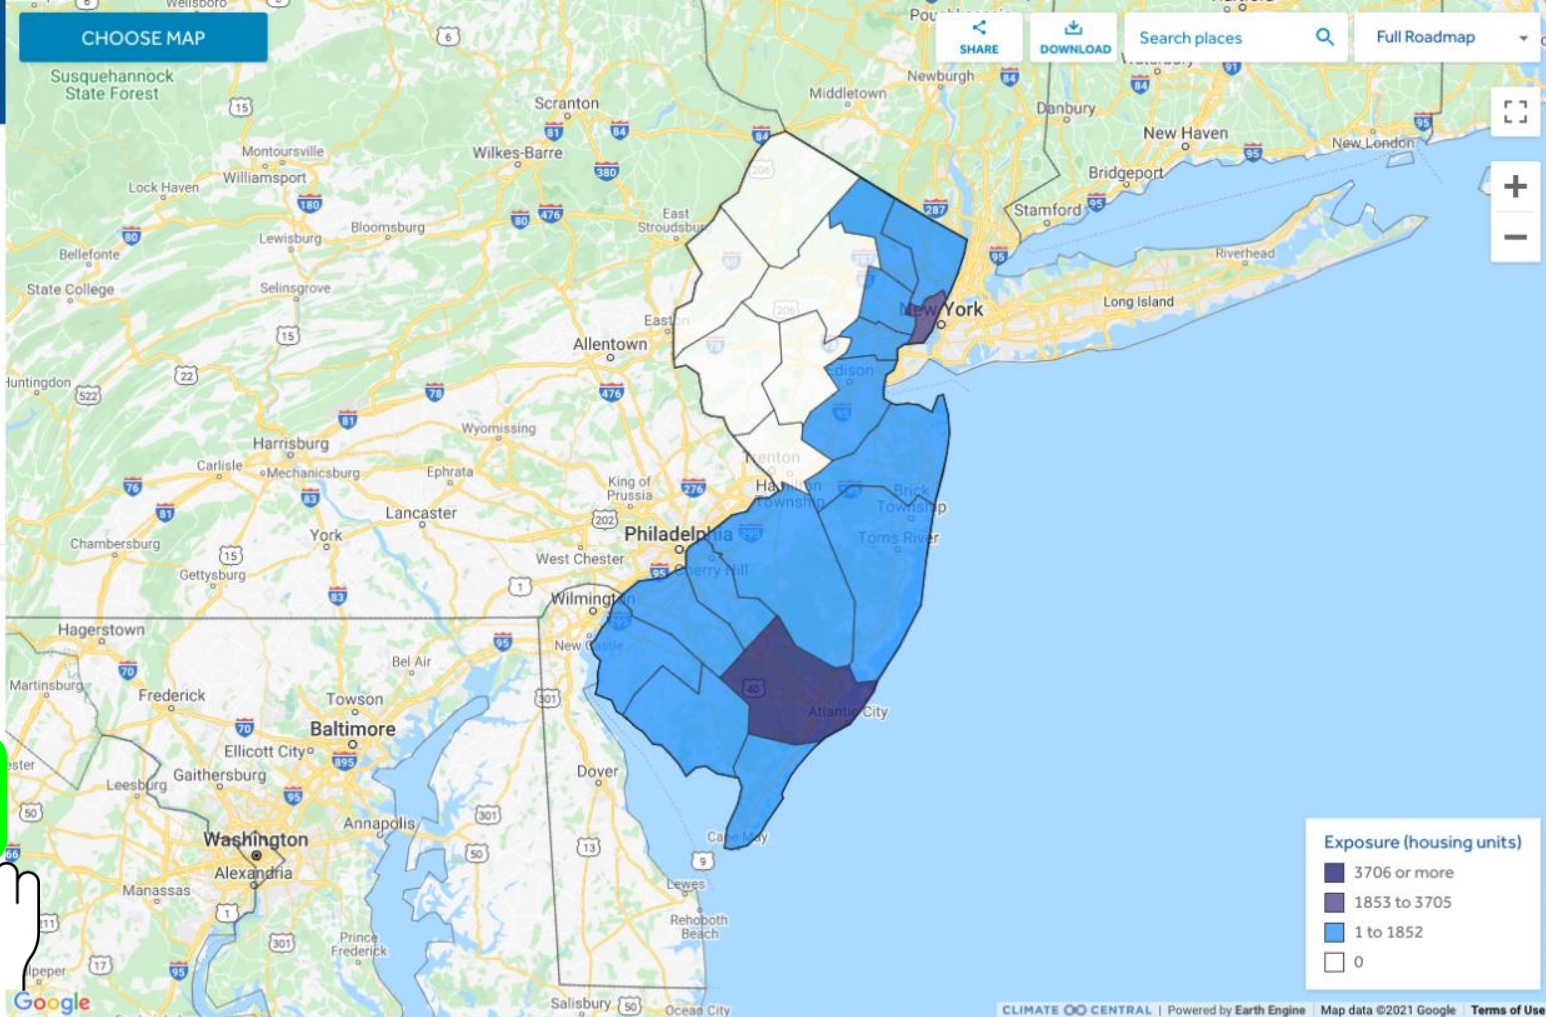 CHOOSE MAP
SHARE
DOWNLOAD
Search places
Full Roadmap
Susquehannock
State Forest
Scranton
Middletown
Newburgh
Danbury
New Haven
New London
Bridgeport
Stamford
Riverhead
Long Island
Montoursville
Williamsport
Lock Haven
Wilkes-Barre
Bloomsburg
East
Stroudsburg
Lewisburg
Bellefonte
State College
Selinsgrove
New York
Allentown
Edison
Huntingdon
Wyomissing
Harrisburg
Carlisle
Mechanicsburg
Ephrata
King of
Prussia
Trenton
Hamilton
Township
Brick
Township
Toms River
Lancaster
Philadelphia
York
West Chester
Cherry Hill
Chambersburg
Gettysburg
Wilmington
New Castle
Hagerstown
Bel Air
Martinsburg
Frederick
Towson
Baltimore
Ellicott City
Gaithersburg
Leesburg
Atlantic City
Dover
Annapolis
Washington
Alexandria
Cape May
Manassas
Lewes
Rehoboth
Beach
Prince
Frederick
Salisbury
Ocean City
Exposure (housing units)
3706 or more
1853 to 3705
1 to 1852
0
Google
CLIMATE CENTRAL | Powered by Earth Engine Map data ©2021 Google Terms of Use